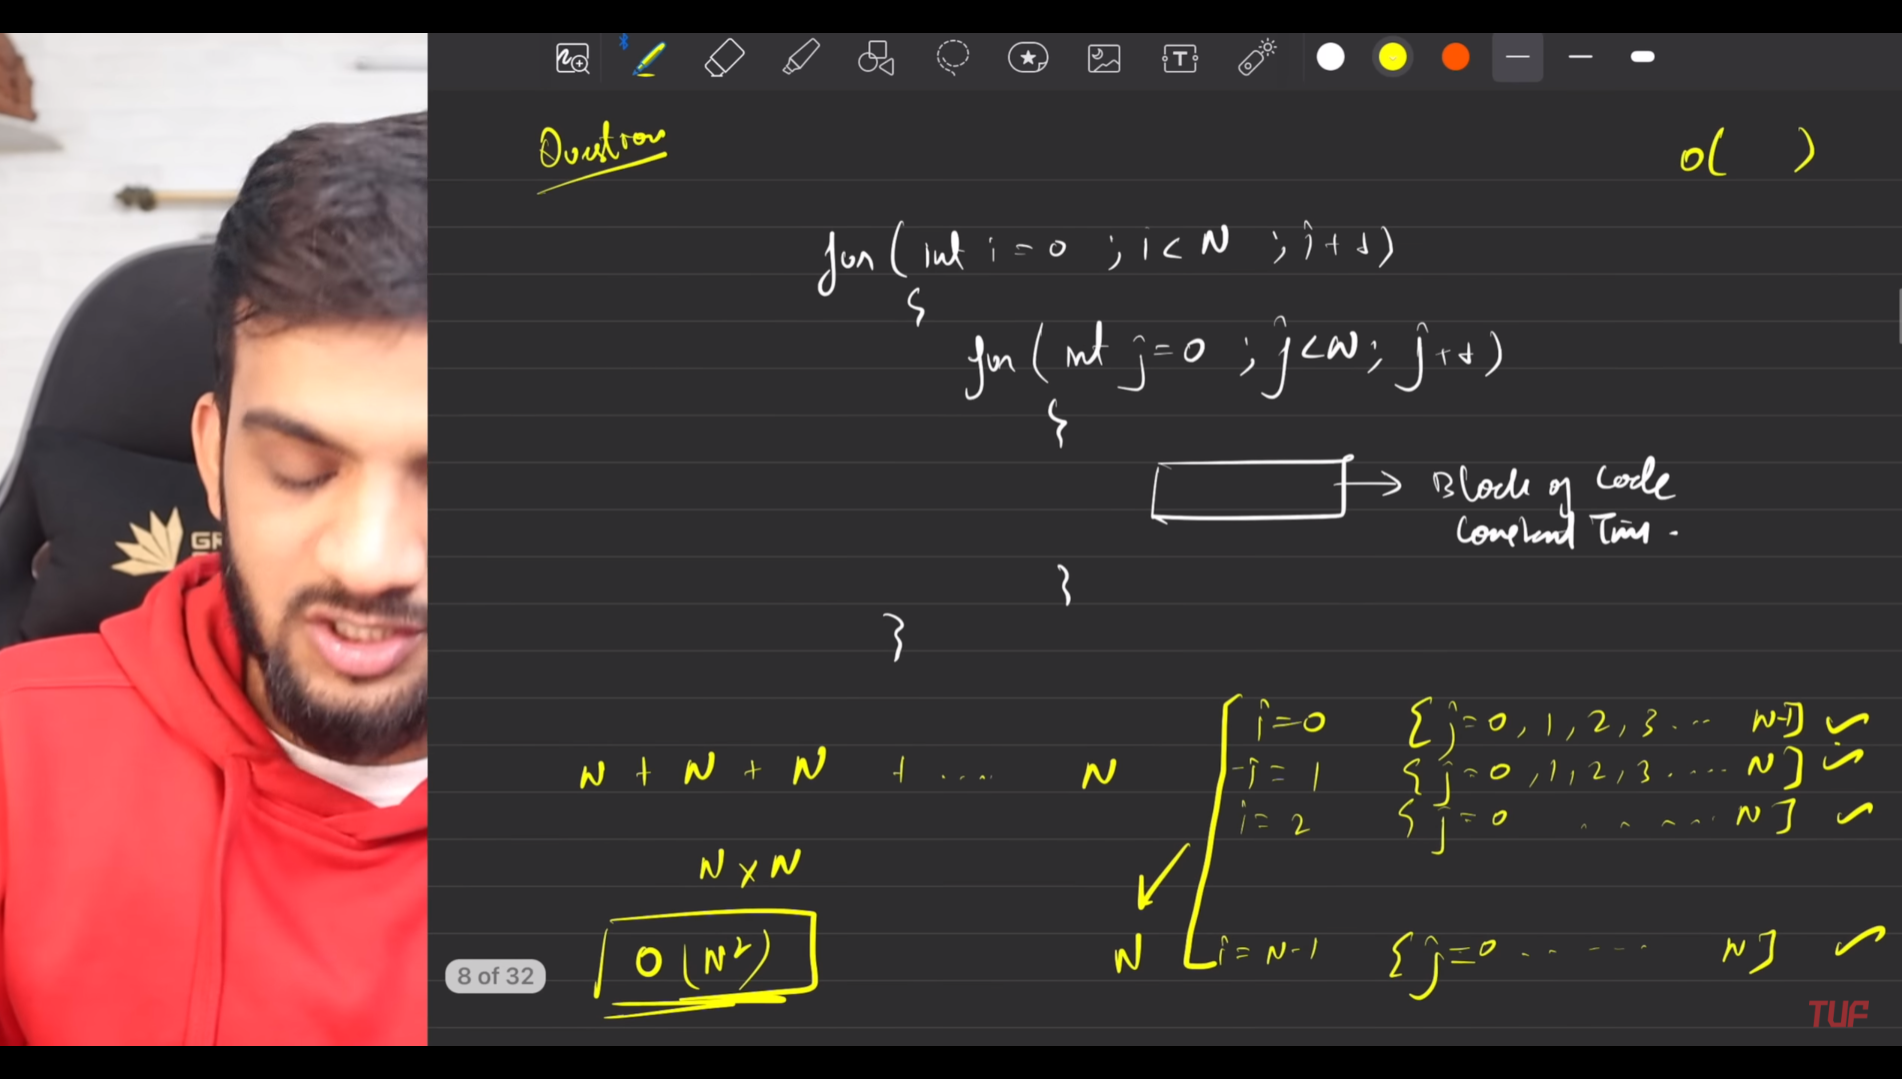 Question
O( )
for( int i = 0 ; i < N ; i++)
{
for( int j = 0 ; j < N ; j++)
{
Block of Code
Constant Time.
}
}
i = 0 { j = 0, 1, 2, 3 ... N-1 }
i = 1 { j = 0, 1, 2, 3 .... N }
i = 2 { j = 0 ..... N }
N + N + N + .... N
N x N
O(N²)
N
i = N-1 { j = 0 ...... N }
8 of 32
GR
TUF